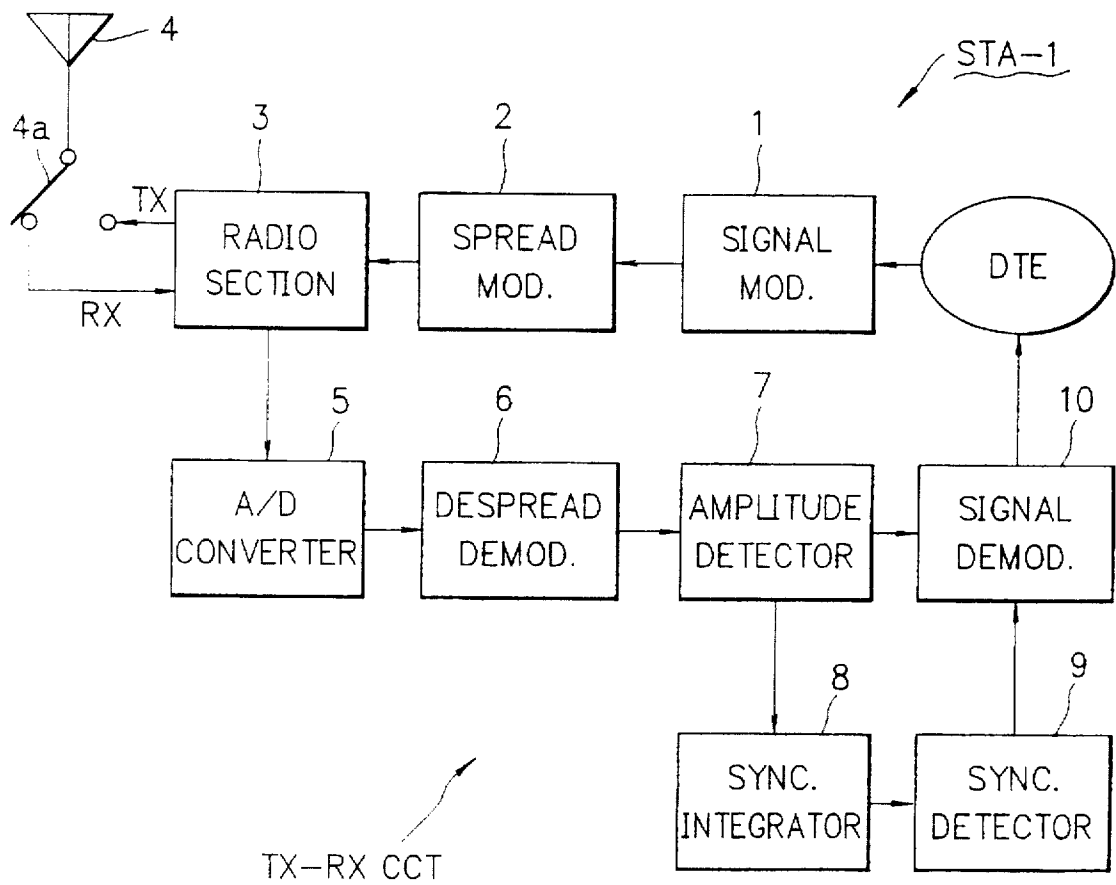 4
STA-1
4a
3
2
1
TX
RADIO
SECTION
SPREAD
MOD.
SIGNAL
MOD.
DTE
RX
5
6
7
10
A/D
CONVERTER
DESPREAD
DEMOD.
AMPLITUDE
DETECTOR
SIGNAL
DEMOD.
8
9
SYNC.
INTEGRATOR
SYNC.
DETECTOR
TX-RX CCT